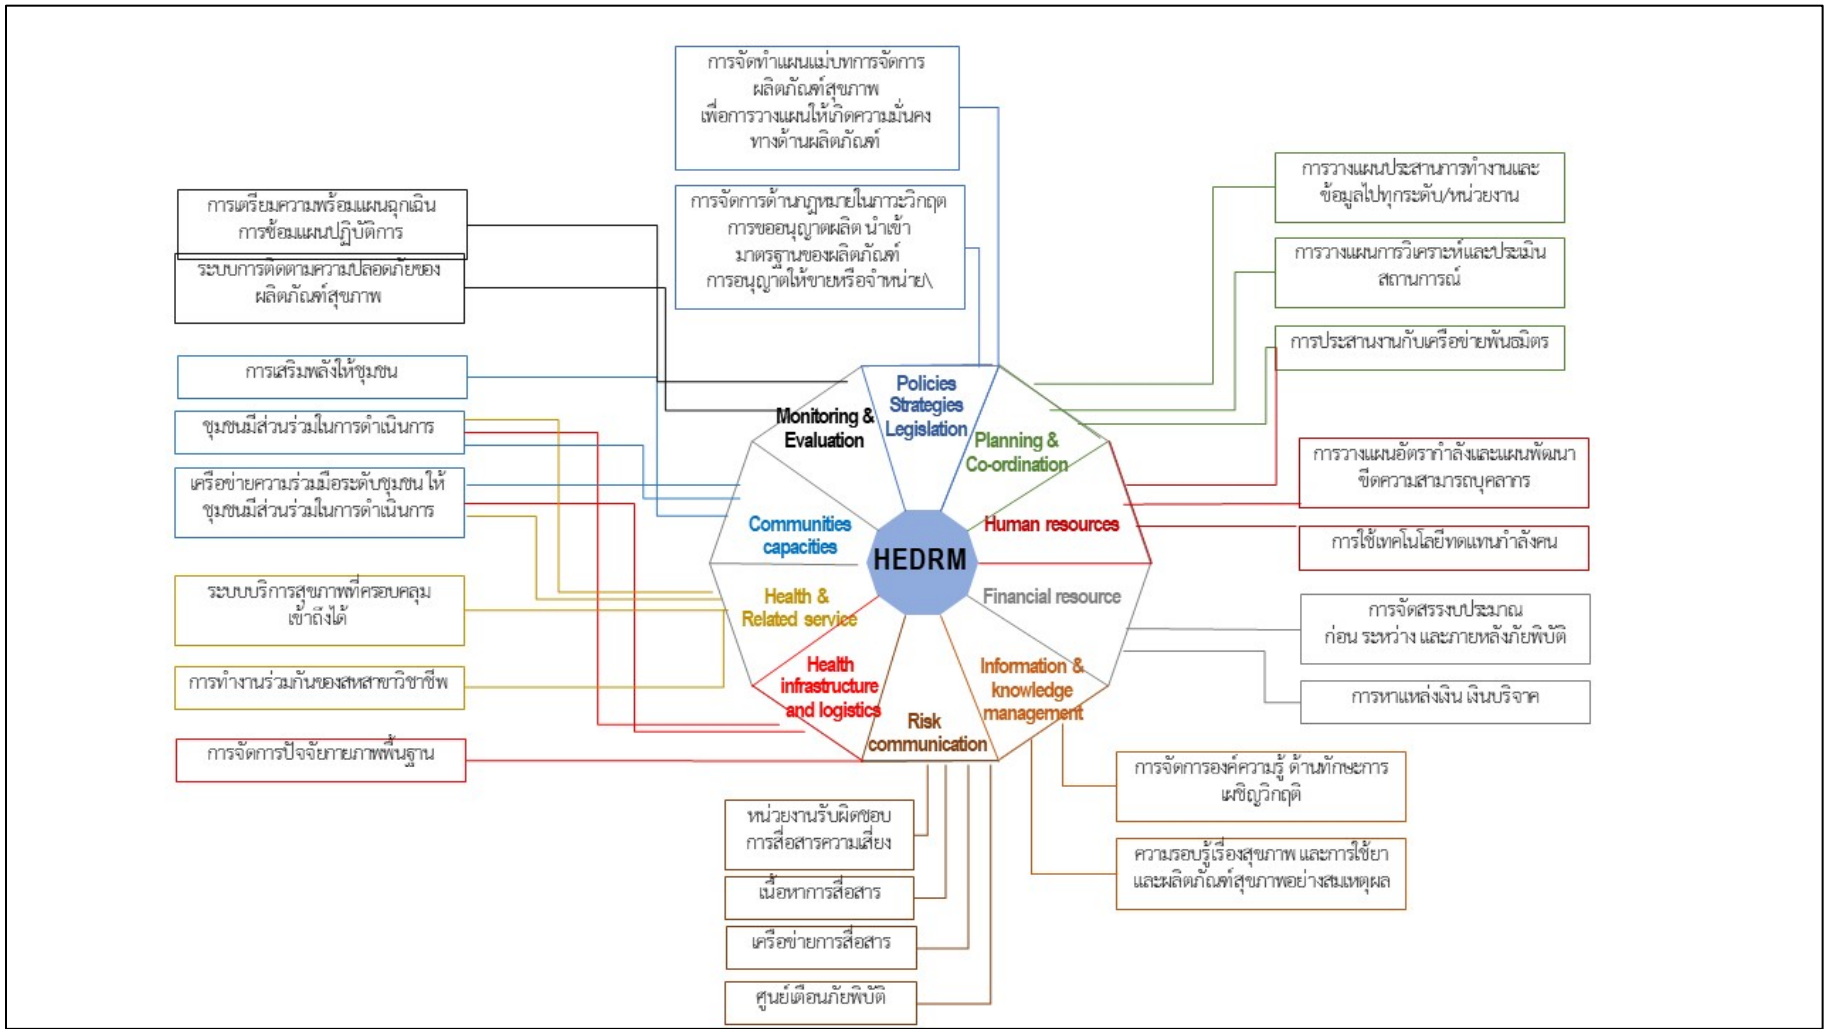 การจัดทำแผนแม่บทการจัดการ
ผลิตภัณฑ์สุขภาพ
เพื่อการวางแผนให้เกิดความมั่นคง
ทางด้านผลิตภัณฑ์
การจัดการด้านกฎหมายในภาวะวิกฤต
การขออนุญาตผลิต นำเข้า
มาตรฐานของผลิตภัณฑ์
การอนุญาตให้ขายหรือจำหน่าย\
การเตรียมความพร้อมแผนฉุกเฉิน
การซ้อมแผนปฏิบัติการ
ระบบการติดตามความปลอดภัยของ
ผลิตภัณฑ์สุขภาพ
การเสริมพลังให้ชุมชน
ชุมชนมีส่วนร่วมในการดำเนินการ
เครือข่ายความร่วมมือระดับชุมชน ให้
ชุมชนมีส่วนร่วมในการดำเนินการ
ระบบบริการสุขภาพที่ครอบคลุม
เข้าถึงได้
การทำงานร่วมกันของสหสาขาวิชาชีพ
การจัดการปัจจัยกายภาพพื้นฐาน
Policies
Strategies
Legislation
Monitoring &
Evaluation
Planning &
Co-ordination
Communities
capacities
Human resources
HEDRM
Health &
Related service
Financial resource
Health
infrastructure
and logistics
Information &
knowledge
management
Risk
communication
การวางแผนประสานการทำงานและ
ข้อมูลไปทุกระดับ/หน่วยงาน
การวางแผนการวิเคราะห์และประเมิน
สถานการณ์
การประสานงานกับเครือข่ายพันธมิตร
การวางแผนอัตรากำลังและแผนพัฒนา
ขีดความสามารถบุคลากร
การใช้เทคโนโลยีทดแทนกำลังคน
การจัดสรรงบประมาณ
ก่อน ระหว่าง และภายหลังภัยพิบัติ
การหาแหล่งเงิน เงินบริจาค
การจัดการองค์ความรู้ ด้านทักษะการ
เผชิญวิกฤติ
ความรอบรู้เรื่องสุขภาพ และการใช้ยา
และผลิตภัณฑ์สุขภาพอย่างสมเหตุผล
หน่วยงานรับผิดชอบ
การสื่อสารความเสี่ยง
เนื้อหาการสื่อสาร
เครือข่ายการสื่อสาร
ศูนย์เตือนภัยพิบัติ